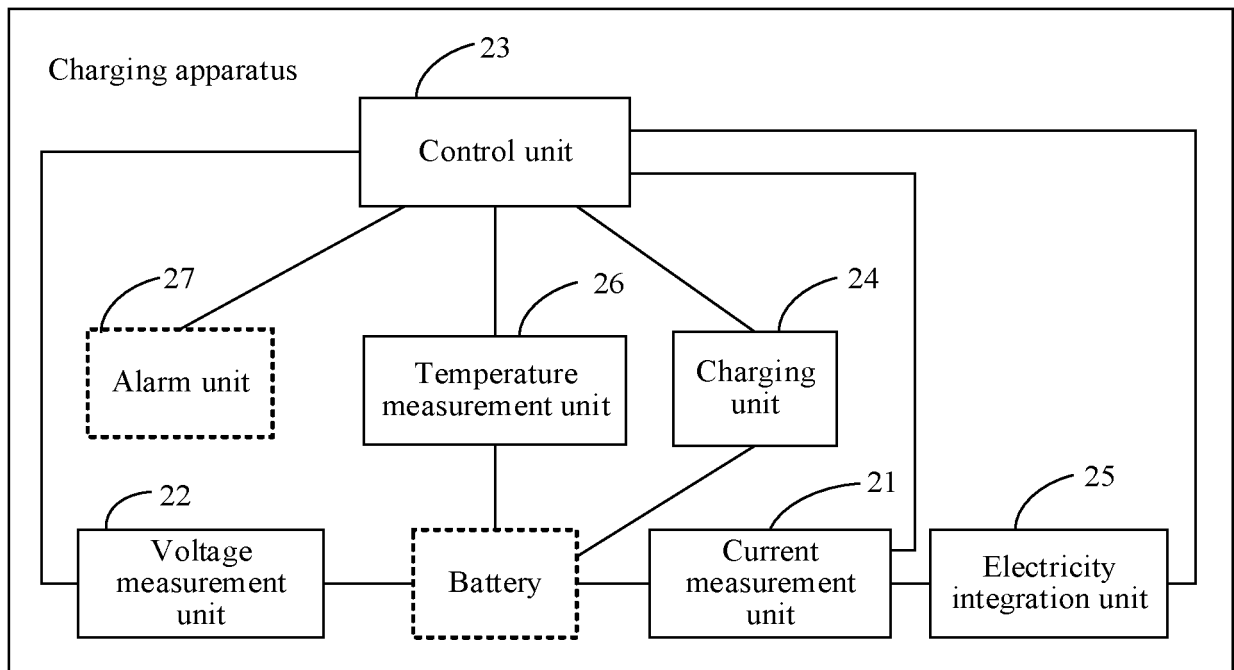 Charging apparatus
23
Control unit
27
Alarm unit
26
Temperature
measurement unit
24
Charging
unit
22
Voltage
measurement
unit
Battery
21
Current
measurement
unit
25
Electricity
integration unit